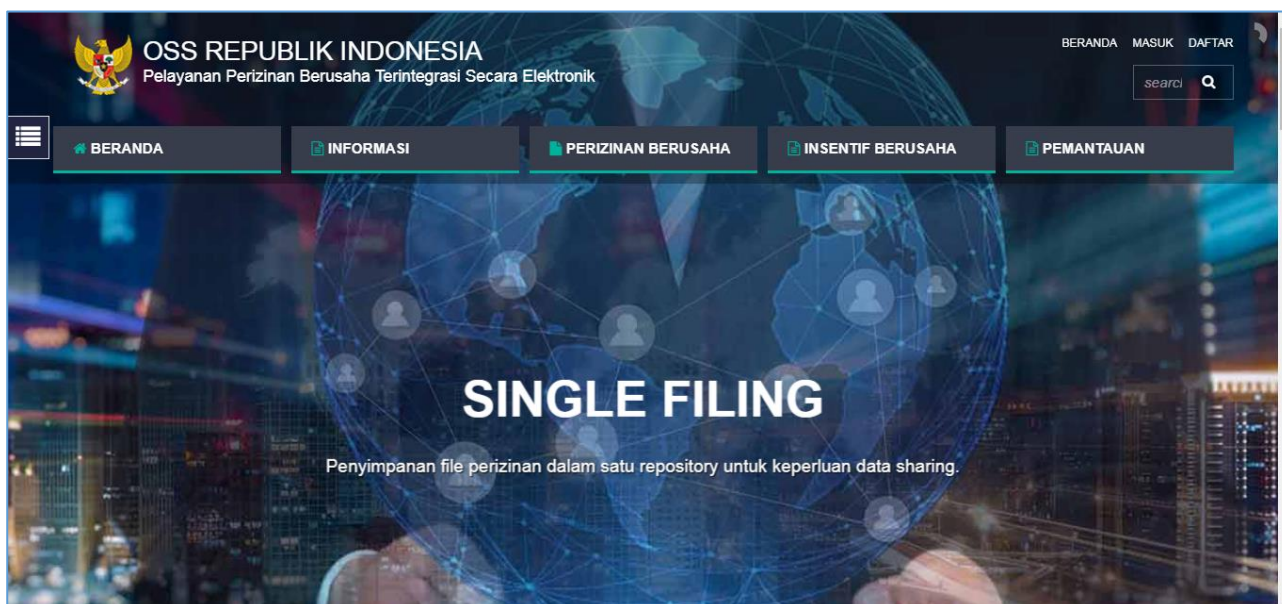 OSS REPUBLIK INDONESIA
Pelayanan Perizinan Berusaha Terintegrasi Secara Elektronik
BERANDA MASUK DAFTAR
searcl
BERANDA INFORMASI PERIZINAN BERUSAHA INSENTIF BERUSAHA PEMANTAUAN
SINGLE FILING
Penyimpanan file perizinan dalam satu repository untuk keperluan data sharing.